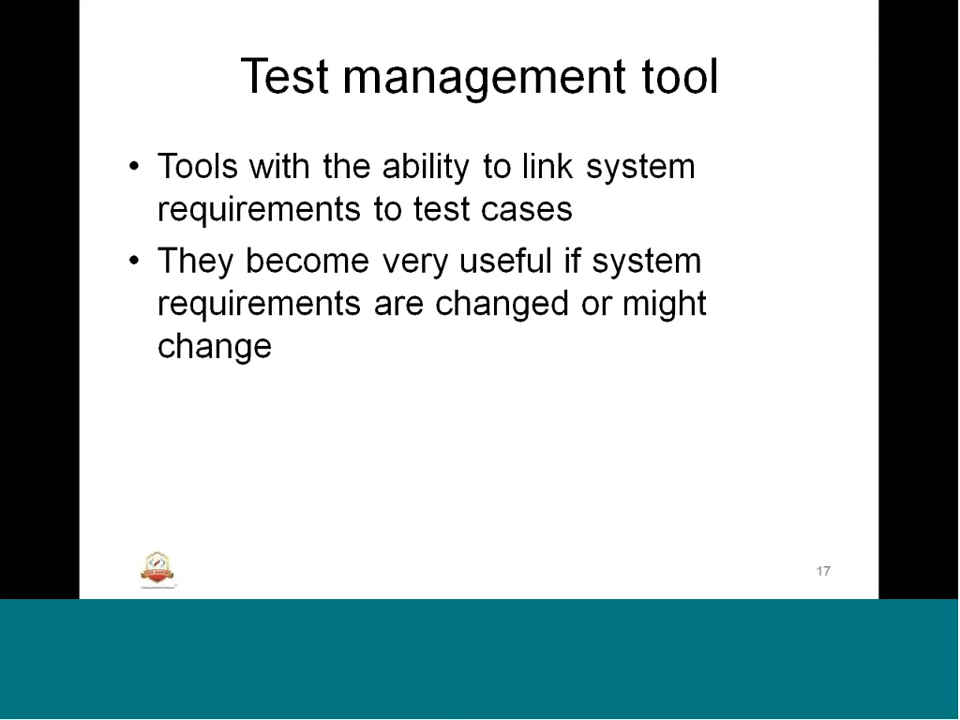 Test management tool
• Tools with the ability to link system
requirements to test cases
• They become very useful if system
requirements are changed or might
change
17